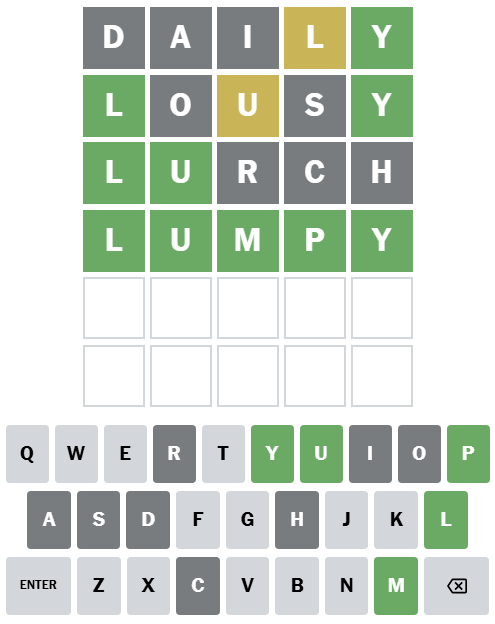 D A I L Y
L O U S Y
L U R C H
L U M P Y
Q W E R T Y U I O P
A S D F G H J K L
ENTER Z X C V B N M